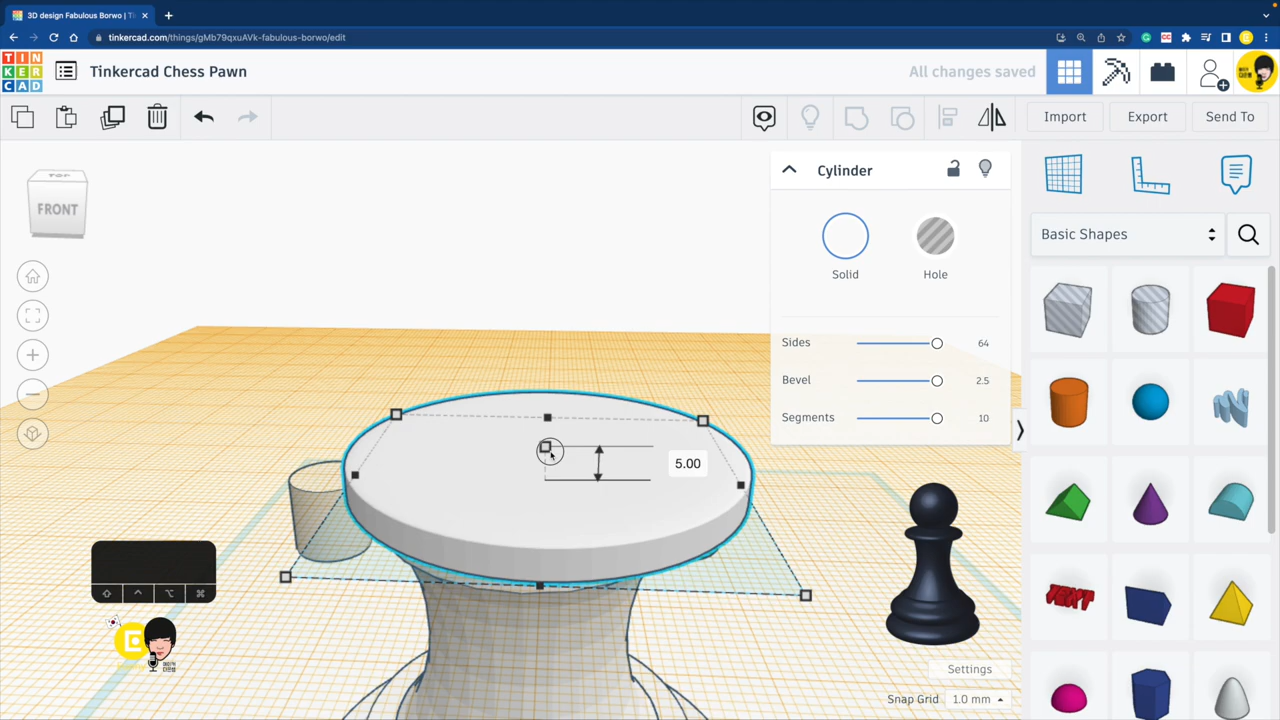 3D design Fabulous Borwo | Ti
tinkercad.com/things/gMb79qxuAVk-fabulous-borwo/edit
TIN
KER
CAD
Tinkercad Chess Pawn
All changes saved
Import
Export
Send To
TOP
FRONT
Cylinder
Solid
Hole
Sides
64
Bevel
2.5
Segments
10
Basic Shapes
5.00
TEXT
Settings
Snap Grid
1.0 mm